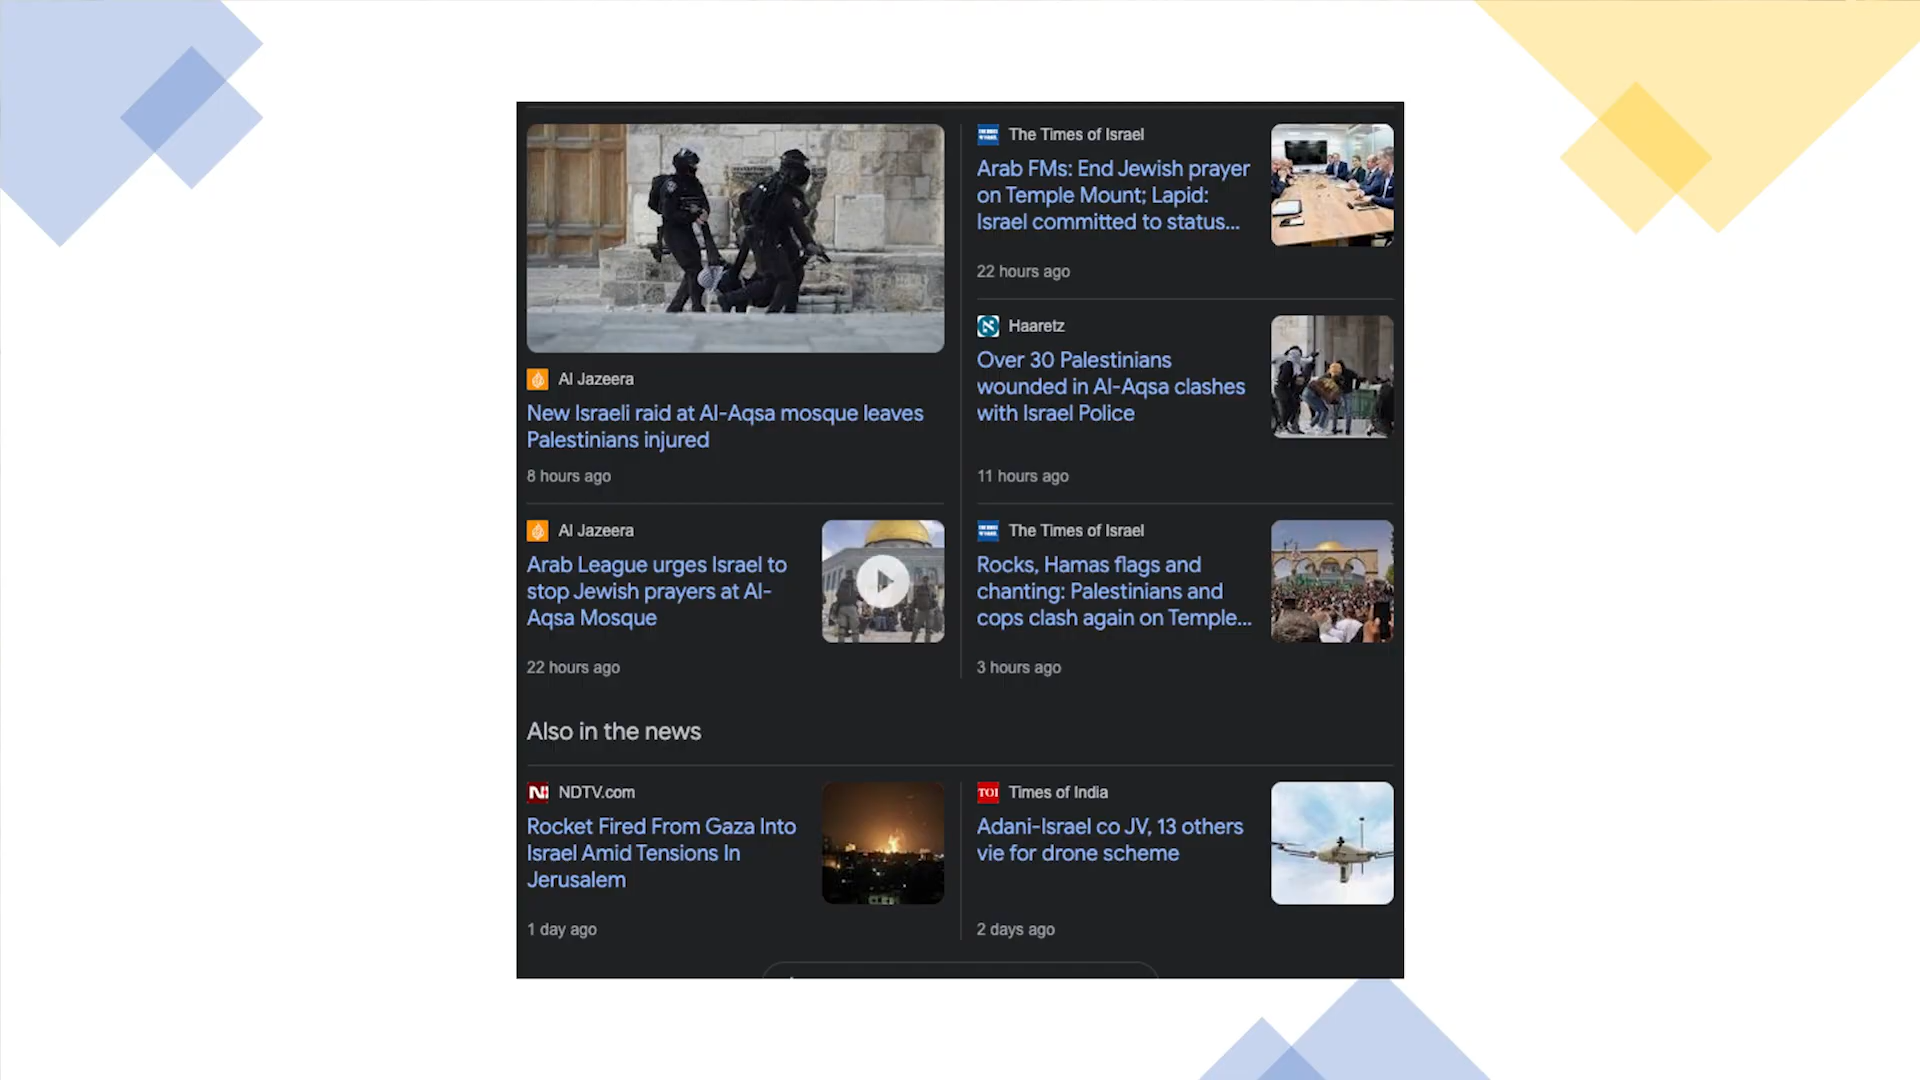 Al Jazeera
New Israeli raid at Al-Aqsa mosque leaves
Palestinians injured
8 hours ago
Al Jazeera
Arab League urges Israel to
stop Jewish prayers at Al-
Aqsa Mosque
22 hours ago
The Times of Israel
Arab FMs: End Jewish prayer
on Temple Mount; Lapid:
Israel committed to status...
22 hours ago
Haaretz
Over 30 Palestinians
wounded in Al-Aqsa clashes
with Israel Police
11 hours ago
The Times of Israel
Rocks, Hamas flags and
chanting: Palestinians and
cops clash again on Temple...
3 hours ago
Also in the news
NDTV.com
Rocket Fired From Gaza Into
Israel Amid Tensions In
Jerusalem
1 day ago
TOI Times of India
Adani-Israel co JV, 13 others
vie for drone scheme
2 days ago